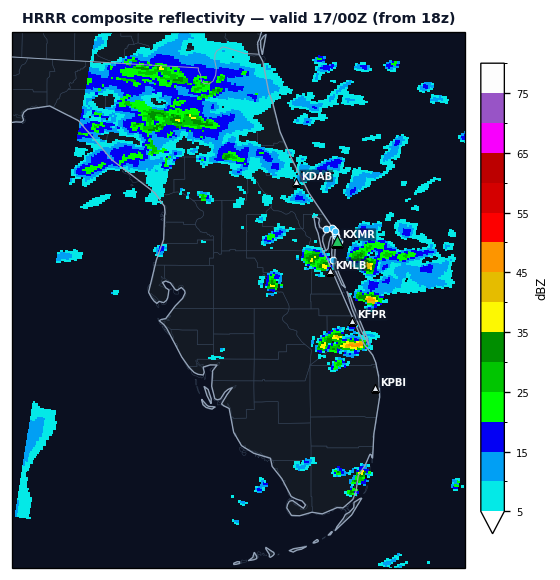 HRRR composite reflectivity — valid 17/00Z (from 18z)
KDAB
KXMR
KMLB
KFPR
KPBI
75
65
55
45
35
25
15
5
dBZ